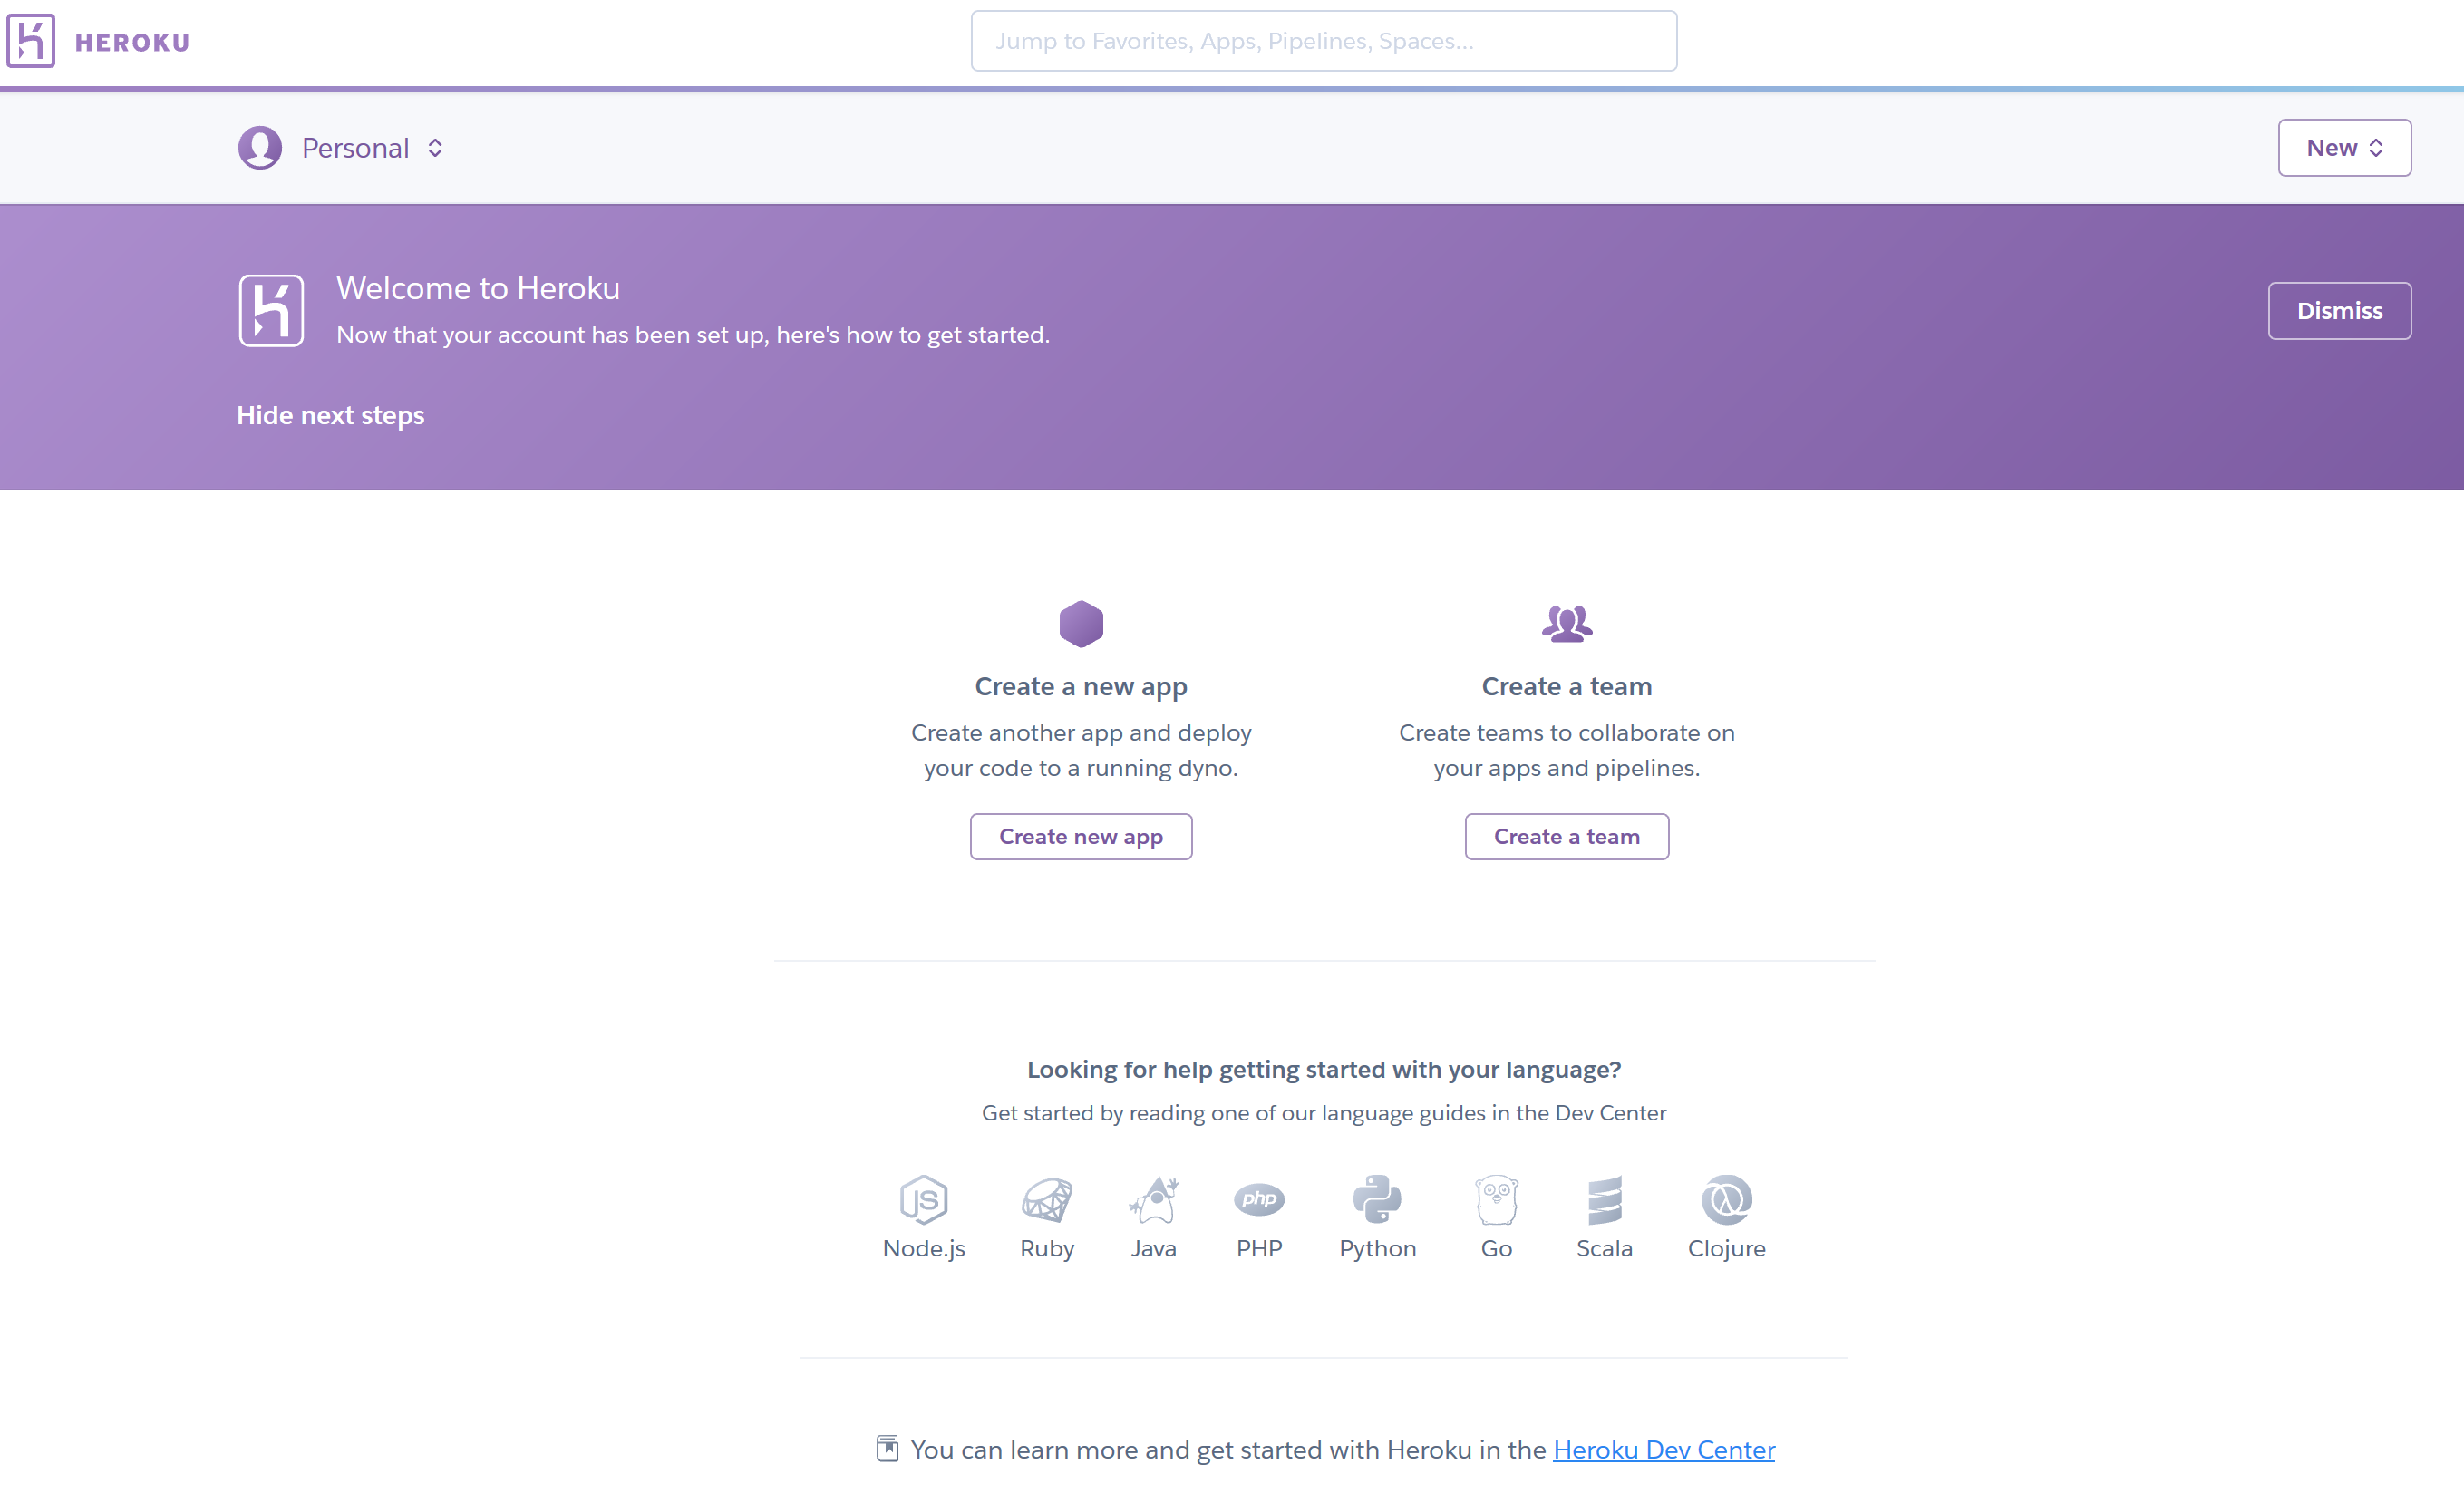 HEROKU
Jump to Favorites, Apps, Pipelines, Spaces...
Personal
New
Welcome to Heroku
Now that your account has been set up, here's how to get started.
Dismiss
Hide next steps
Create a new app
Create another app and deploy
your code to a running dyno.
Create new app
Create a team
Create teams to collaborate on
your apps and pipelines.
Create a team
Looking for help getting started with your language?
Get started by reading one of our language guides in the Dev Center
JS
php
Node.js
Ruby
Java
PHP
Python
Go
Scala
Clojure
You can learn more and get started with Heroku in the Heroku Dev Center